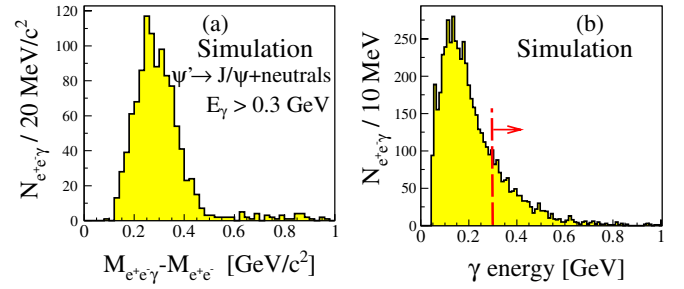 N_{e⁺e⁻γ} / 20 MeV/c²
120
100
80
60
40
20
0
(a)
Simulation
ψ'→ J/ψ+neutrals
E_γ > 0.3 GeV
0 0.2 0.4 0.6 0.8 1
M_{e⁺e⁻γ}-M_{e⁺e⁻} [GeV/c²]
N_{e⁺e⁻γ} / 10 MeV
250
200
150
100
50
0
(b)
Simulation
0 0.2 0.4 0.6 0.8 1
γ energy [GeV]